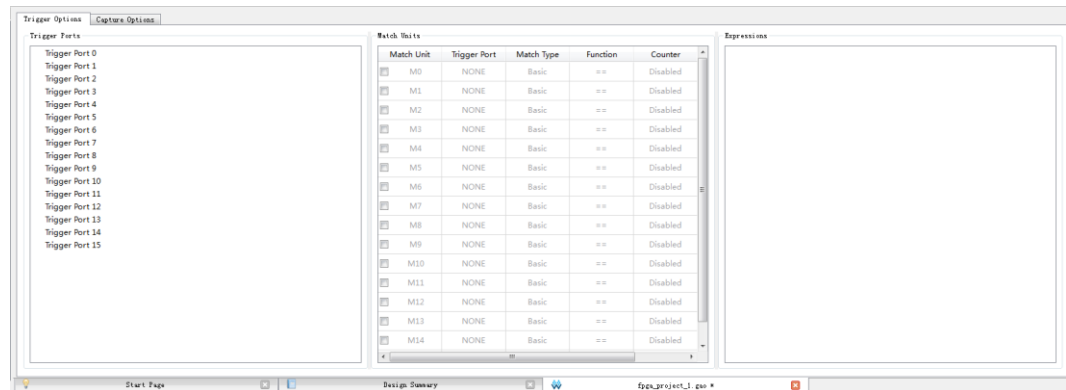 Trigger Options Capture Options
Trigger Ports
Trigger Port 0
Trigger Port 1
Trigger Port 2
Trigger Port 3
Trigger Port 4
Trigger Port 5
Trigger Port 6
Trigger Port 7
Trigger Port 8
Trigger Port 9
Trigger Port 10
Trigger Port 11
Trigger Port 12
Trigger Port 13
Trigger Port 14
Trigger Port 15
Match Units
Match Unit Trigger Port Match Type Function Counter
M0 NONE Basic == Disabled
M1 NONE Basic == Disabled
M2 NONE Basic == Disabled
M3 NONE Basic == Disabled
M4 NONE Basic == Disabled
M5 NONE Basic == Disabled
M6 NONE Basic == Disabled
M7 NONE Basic == Disabled
M8 NONE Basic == Disabled
M9 NONE Basic == Disabled
M10 NONE Basic == Disabled
M11 NONE Basic == Disabled
M12 NONE Basic == Disabled
M13 NONE Basic == Disabled
M14 NONE Basic == Disabled
Expressions
Start Page Design Summary fpga_project_1.gao *